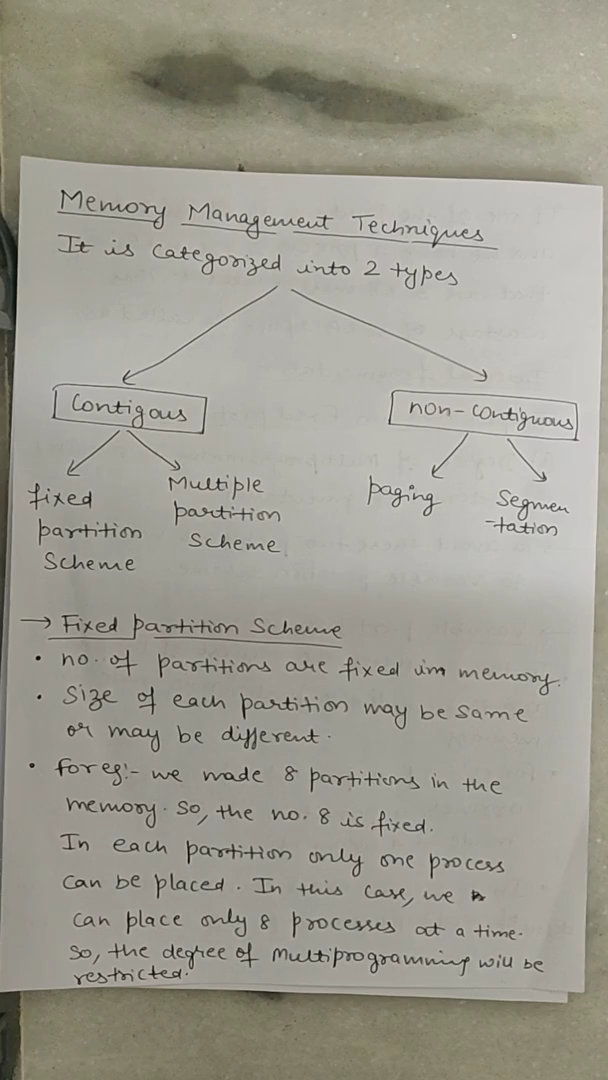 Memory Management Techniques
It is categorized into 2 types
Contigous
non-contiguous
fixed
partition
Scheme
Multiple
partition
Scheme
paging
Segmen
-tation
→ Fixed partition Scheme
• no. of partitions are fixed im memory.
• Size of each partition may be same
or may be different.
• for eg:- we made 8 partitions in the
memory. So, the no. 8 is fixed.
In each partition only one process
can be placed. In this case, we
can place only 8 processes at a time.
So, the degree of multiprogramming will be
restricted.